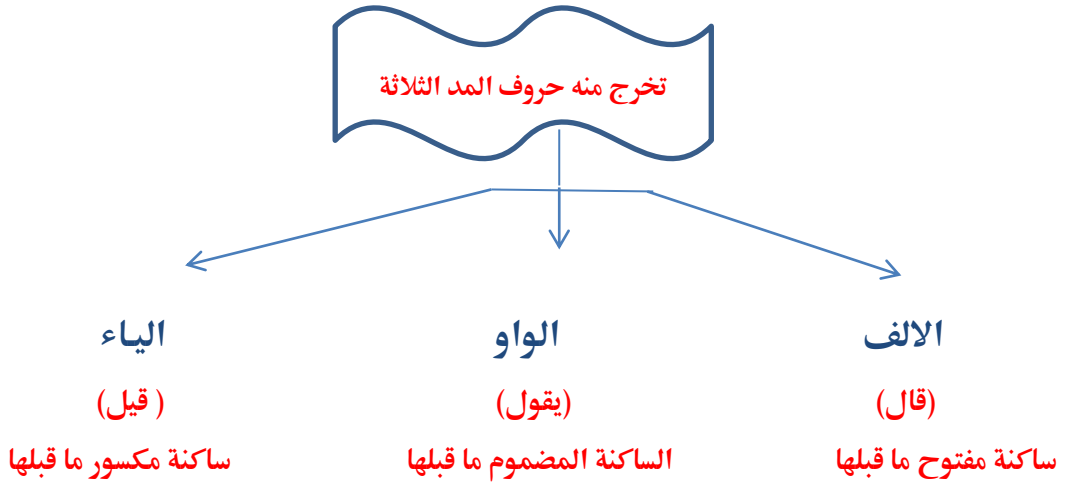 تخرج منه حروف المد الثلاثة
الالف
الواو
الياء
(قال)
(يقول)
( قيل)
ساكنة مفتوح ما قبلها
الساكنة المضموم ما قبلها
ساكنة مكسور ما قبلها